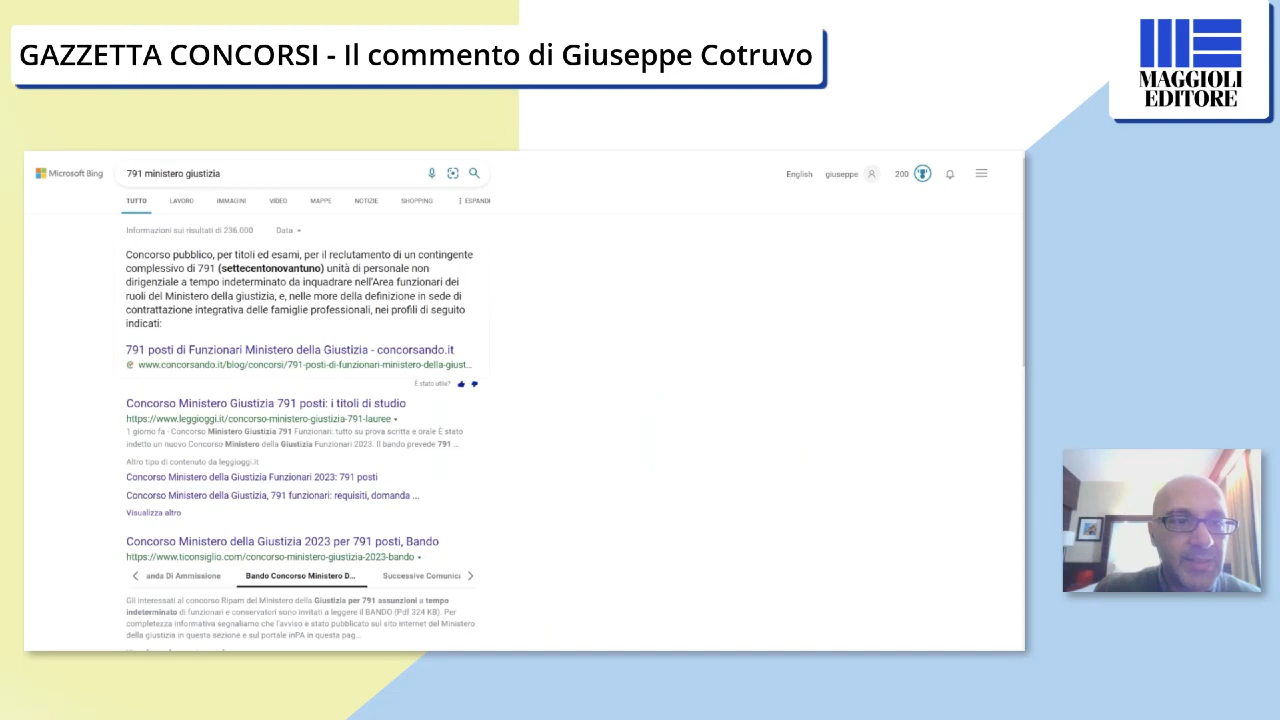 GAZZETTA CONCORSI - Il commento di Giuseppe Cotruvo
MAGGIOLI
EDITORE
Microsoft Bing
791 ministero giustizia
English giuseppe 200
TUTTO LAVORO IMMAGINI VIDEO MAPPE NOTIZIE SHOPPING ESPANDI
Informazioni sui risultati di 236.000 Data
Concorso pubblico, per titoli ed esami, per il reclutamento di un contingente
complessivo di 791 (settecentonovantuno) unità di personale non
dirigenziale a tempo indeterminato da inquadrare nell'Area funzionari dei
ruoli del Ministero della giustizia, e, nelle more della definizione in sede di
contrattazione integrativa delle famiglie professionali, nei profili di seguito
indicati:
791 posti di Funzionari Ministero della Giustizia - concorsando.it
www.concorsando.it/blog/concorsi/791-posti-di-funzionari-ministero-della-giust...
È stato utile?
Concorso Ministero Giustizia 791 posti: i titoli di studio
https://www.leggioggi.it/concorso-ministero-giustizia-791-lauree
1 giorno fa · Concorso Ministero Giustizia 791 Funzionari: tutto su prova scritta e orale È stato
indetto un nuovo Concorso Ministero della Giustizia Funzionari 2023. Il bando prevede 791 ...
Altro tipo di contenuto da leggioggi.it
Concorso Ministero della Giustizia Funzionari 2023: 791 posti
Concorso Ministero della Giustizia, 791 funzionari: requisiti, domanda ...
Visualizza altro
Concorso Ministero della Giustizia 2023 per 791 posti, Bando
https://www.ticonsiglio.com/concorso-ministero-giustizia-2023-bando
anda Di Ammissione Bando Concorso Ministero D... Successive Comunica
Gli interessati al concorso Ripam del Ministero della Giustizia per 791 assunzioni a tempo
indeterminato di funzionari e conservatori sono invitati a leggere il BANDO (Pdf 324 KB). Per
completezza informativa segnaliamo che l'avviso è stato pubblicato sul sito internet del Ministero
della giustizia in questa sezione e sul portale inPA in questa pag...